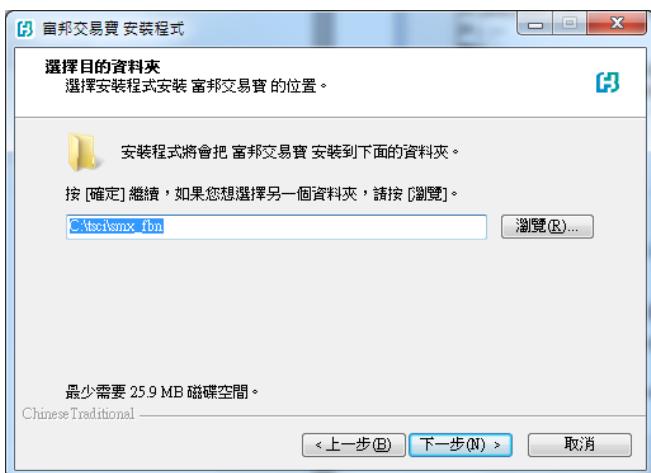 富邦交易寶 安裝程式
選擇目的資料夾
選擇安裝程式安裝 富邦交易寶 的位置。
安裝程式將會把 富邦交易寶 安裝到下面的資料夾。
按 [確定] 繼續，如果您想選擇另一個資料夾，請按 [瀏覽]。
C:\tsci\smx_fbn
瀏覽(R)...
最少需要 25.9 MB 磁碟空間。
ChineseTraditional
< 上一步(B)
下一步(N) >
取消